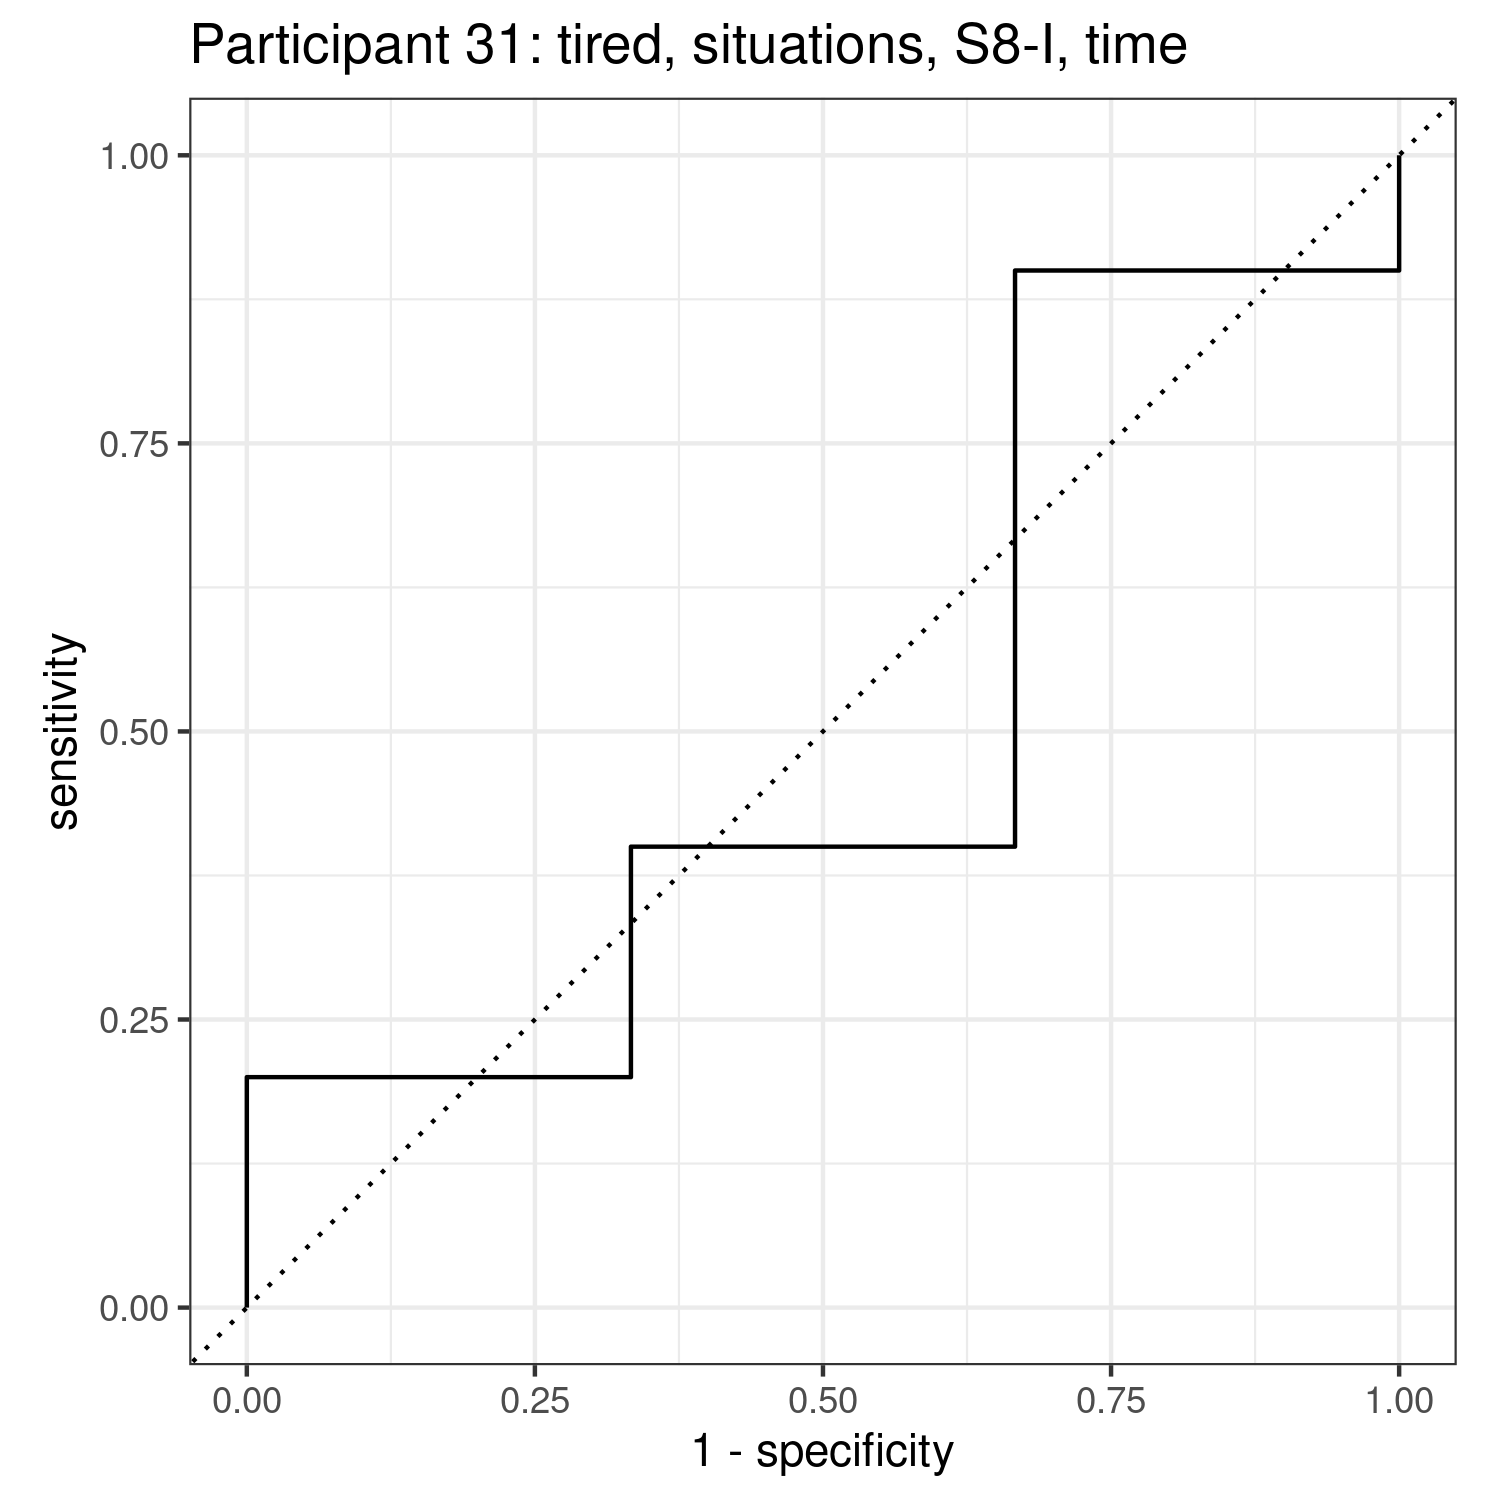 Participant 31: tired, situations, S8-I, time
1.00
0.75
0.50
0.25
0.00
sensitivity
0.00 0.25 0.50 0.75 1.00
1 - specificity